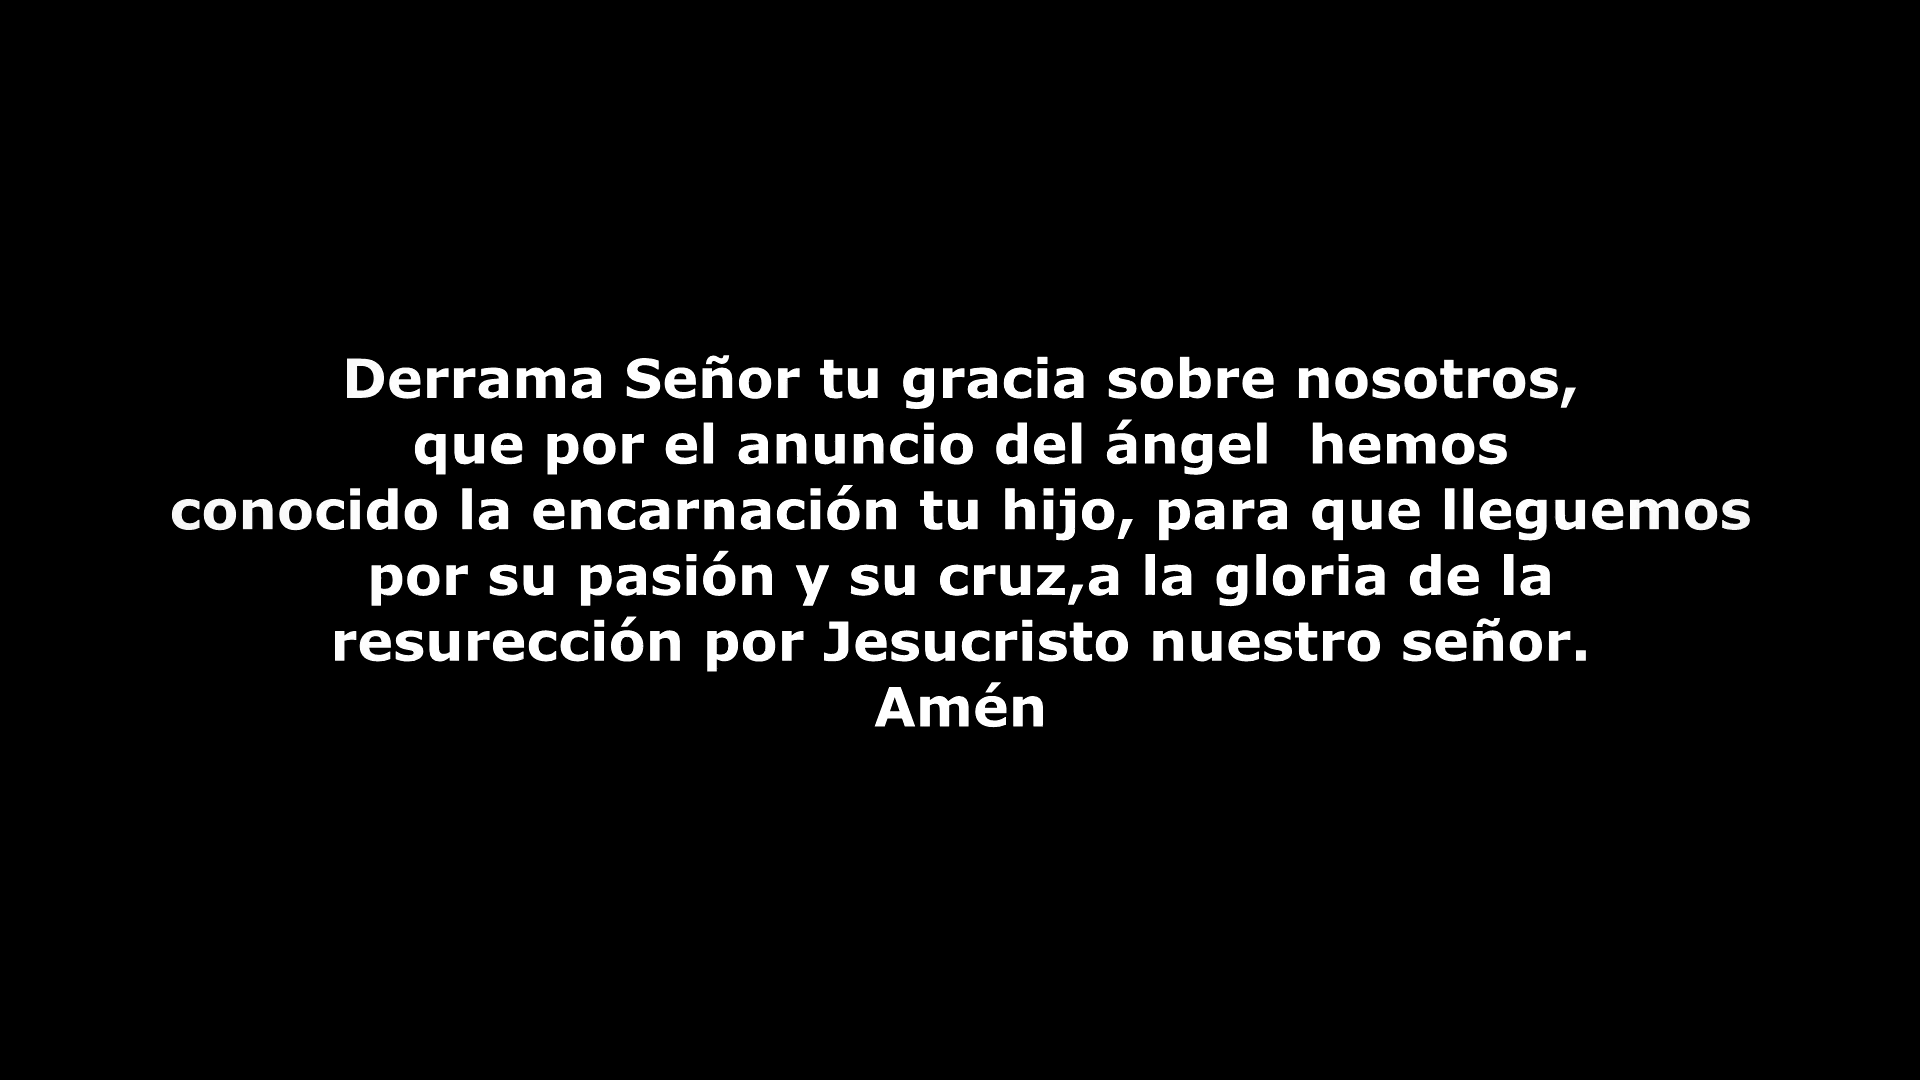 Derrama Señor tu gracia sobre nosotros,
que por el anuncio del ángel  hemos
conocido la encarnación tu hijo, para que lleguemos
por su pasión y su cruz,a la gloria de la
resurección por Jesucristo nuestro señor.
Amén